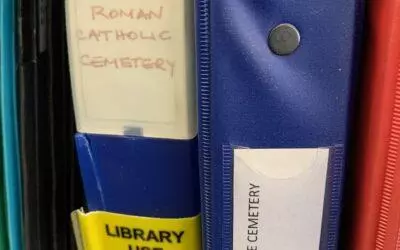 ROMAN
CATHOLIC
CEMETERY
LIBRARY
USE
CEMETERY